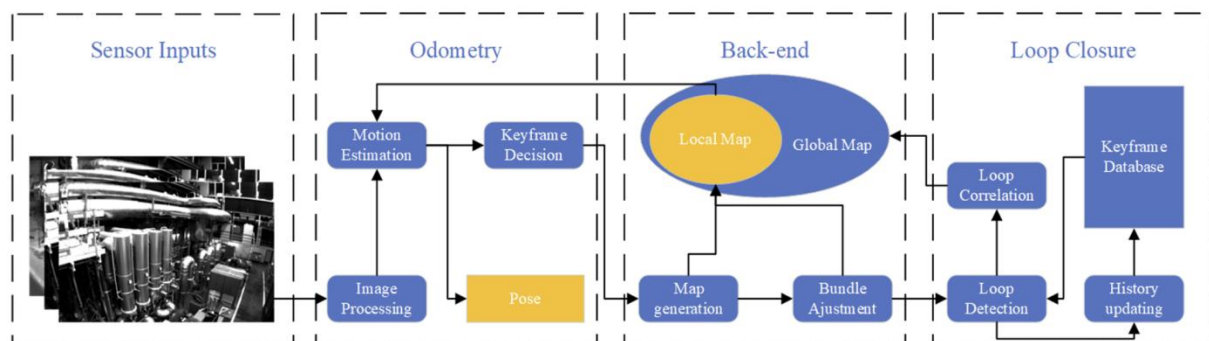 Sensor Inputs
Odometry
Back-end
Loop Closure
Motion
Estimation
Keyframe
Decision
Local Map
Global Map
Loop
Correlation
Keyframe
Database
Image
Processing
Pose
Map
generation
Bundle
Ajustment
Loop
Detection
History
updating